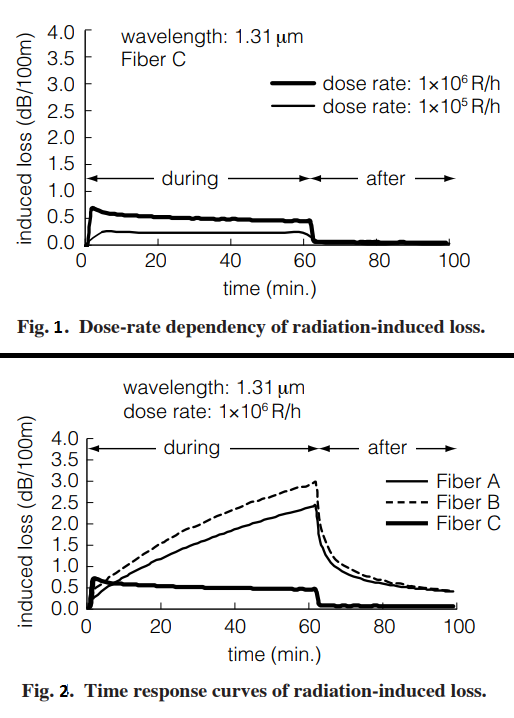 wavelength: 1.31 μm
Fiber C
dose rate: 1×10⁶ R/h
dose rate: 1×10⁵ R/h
induced loss (dB/100m)
4.0
3.5
3.0
2.5
2.0
1.5
1.0
0.5
0.0
during
after
0 20 40 60 80 100
time (min.)
Fig. 1. Dose-rate dependency of radiation-induced loss.
wavelength: 1.31 μm
dose rate: 1×10⁶ R/h
induced loss (dB/100m)
4.0
3.5
3.0
2.5
2.0
1.5
1.0
0.5
0.0
during
after
Fiber A
Fiber B
Fiber C
0 20 40 60 80 100
time (min.)
Fig. 2. Time response curves of radiation-induced loss.